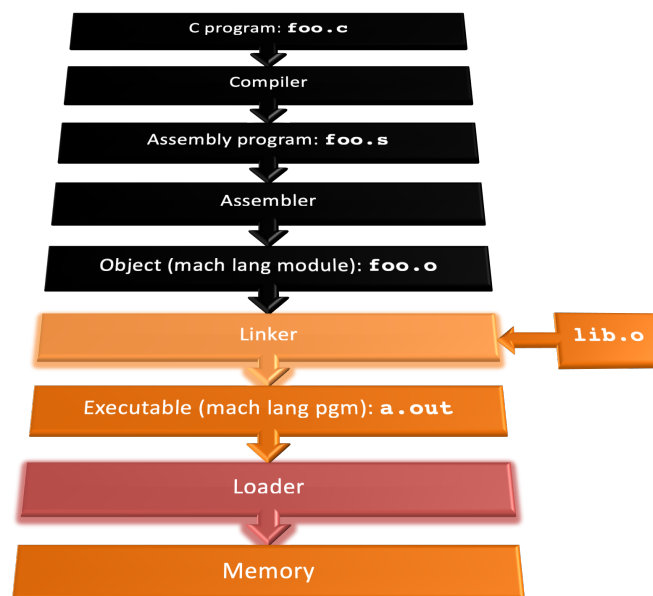 C program: foo.c
Compiler
Assembly program: foo.s
Assembler
Object (mach lang module): foo.o
Linker
lib.o
Executable (mach lang pgm): a.out
Loader
Memory